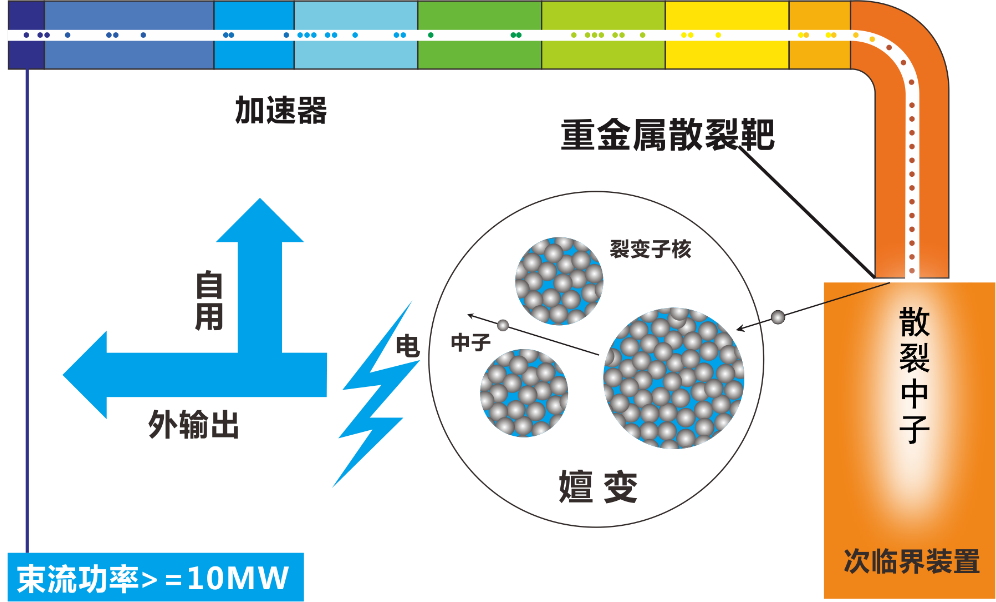 加速器
重金属散裂靶
裂变子核
自用
电
中子
散裂中子
外输出
嬗变
次临界装置
束流功率>=10MW